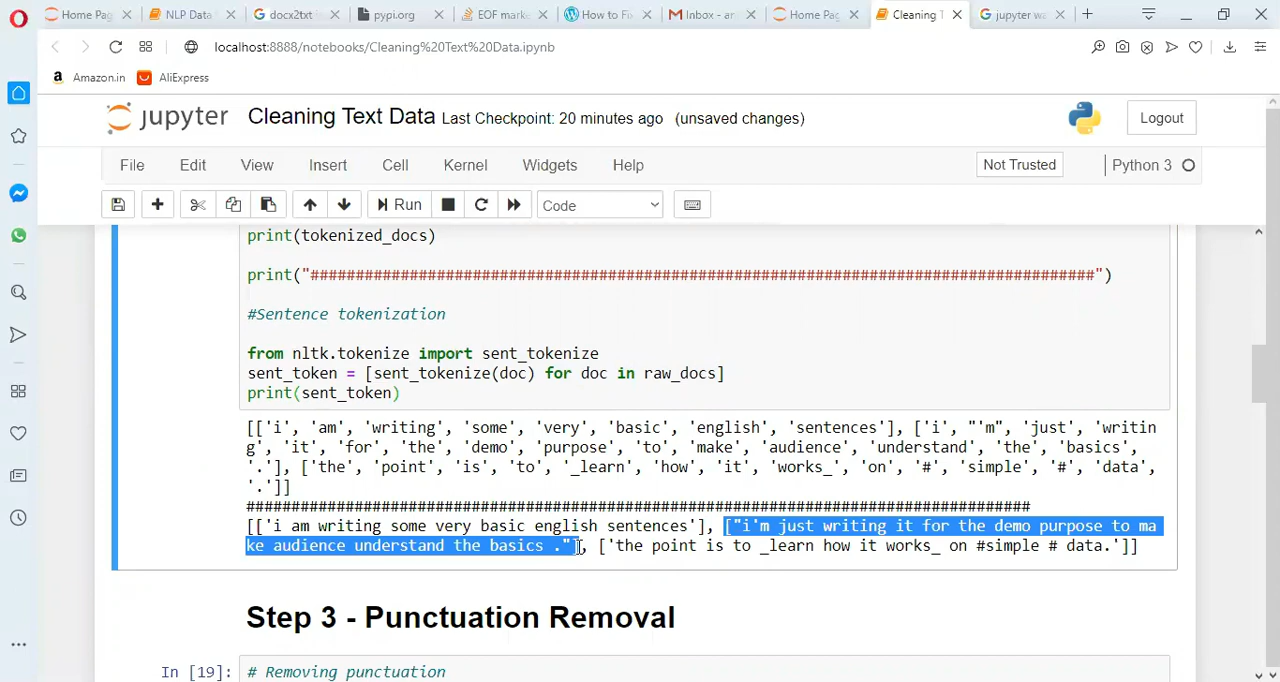 Home Pag
NLP Data
docx2txt
pypi.org
EOF mark
How to Fi
Inbox - a
Home Pag
Cleaning T
jupyter wa
localhost:8888/notebooks/Cleaning%20Text%20Data.ipynb
Amazon.in
AliExpress
jupyter Cleaning Text Data Last Checkpoint: 20 minutes ago (unsaved changes)
Logout
File Edit View Insert Cell Kernel Widgets Help
Not Trusted
Python 3
Run
Code
print(tokenized_docs)
print("#######################################################################################")
#Sentence tokenization
from nltk.tokenize import sent_tokenize
sent_token = [sent_tokenize(doc) for doc in raw_docs]
print(sent_token)
[['i', 'am', 'writing', 'some', 'very', 'basic', 'english', 'sentences'], ['i', "'m", 'just', 'writin
g', 'it', 'for', 'the', 'demo', 'purpose', 'to', 'make', 'audience', 'understand', 'the', 'basics',
'.'], ['the', 'point', 'is', 'to', '_learn', 'how', 'it', 'works_', 'on', '#', 'simple', '#', 'data',
'.']]
#######################################################################################
[['i am writing some very basic english sentences'], ["i'm just writing it for the demo purpose to ma
ke audience understand the basics ."], ['the point is to _learn how it works_ on #simple # data.']]
Step 3 - Punctuation Removal
In [19]:
# Removing punctuation